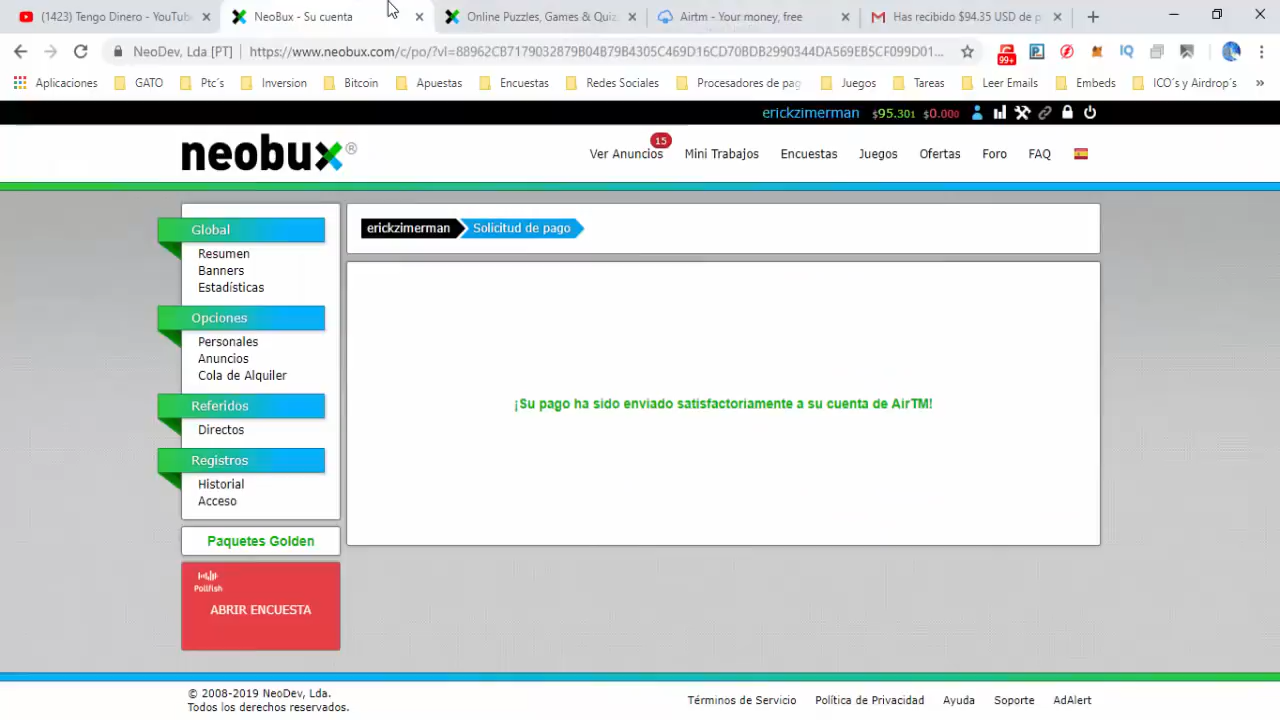 (1423) Tengo Dinero - YouTube
NeoBux - Su cuenta
Online Puzzles, Games & Quiz
Airtm - Your money, free
Has recibido $94.35 USD de p
NeoDev, Lda [PT]
https://www.neobux.com/c/po/?vl=88962CB7179032879B04B79B4305C469D16CD70BDB2990344DA569EB5CF099D01...
99+
IQ
Aplicaciones
GATO
Ptc´s
Inversion
Bitcoin
Apuestas
Encuestas
Redes Sociales
Procesadores de pag
Juegos
Tareas
Leer Emails
Embeds
ICO´s y Airdrop´s
»
erickzimerman $95.301 $0.000
neobux®
Ver Anuncios
15
Mini Trabajos
Encuestas
Juegos
Ofertas
Foro
FAQ
Global
Resumen
Banners
Estadísticas
Opciones
Personales
Anuncios
Cola de Alquiler
Referidos
Directos
Registros
Historial
Acceso
Paquetes Golden
Pollfish
ABRIR ENCUESTA
erickzimerman
Solicitud de pago
¡Su pago ha sido enviado satisfactoriamente a su cuenta de AirTM!
© 2008-2019 NeoDev, Lda.
Todos los derechos reservados.
Términos de Servicio
Política de Privacidad
Ayuda
Soporte
AdAlert